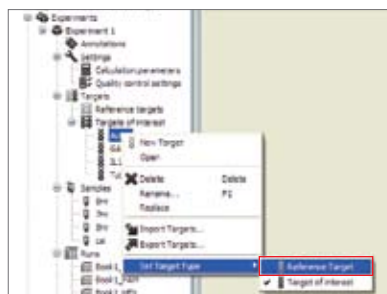 Experiments
Experiment 1
Annotations
Settings
Calculation parameters
Quality control settings
Targets
Reference targets
Targets of interest
New Target
Open
Delete Delete
Rename... F2
Replace
Samples
Import Targets...
Export Targets...
Runs
Set Target Type
Reference Target
Target of interest